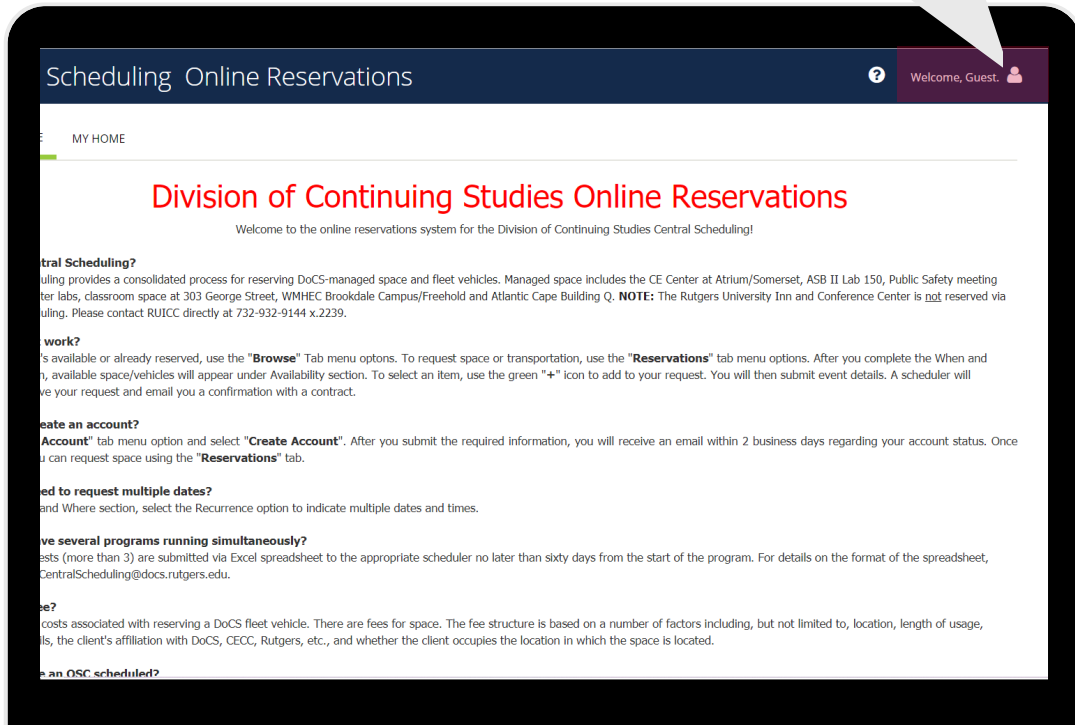 Scheduling Online Reservations
Welcome, Guest.
MY HOME
Division of Continuing Studies Online Reservations
Welcome to the online reservations system for the Division of Continuing Studies Central Scheduling!
tral Scheduling?
uling provides a consolidated process for reserving DoCS-managed space and fleet vehicles. Managed space includes the CE Center at Atrium/Somerset, ASB II Lab 150, Public Safety meeting
ter labs, classroom space at 303 George Street, WMHEC Brookdale Campus/Freehold and Atlantic Cape Building Q. NOTE: The Rutgers University Inn and Conference Center is not reserved via
uling. Please contact RUICC directly at 732-932-9144 x.2239.
work?
's available or already reserved, use the "Browse" Tab menu optons. To request space or transportation, use the "Reservations" tab menu options. After you complete the When and
n, available space/vehicles will appear under Availability section. To select an item, use the green "+" icon to add to your request. You will then submit event details. A scheduler will
ve your request and email you a confirmation with a contract.
eate an account?
Account" tab menu option and select "Create Account". After you submit the required information, you will receive an email within 2 business days regarding your account status. Once
u can request space using the "Reservations" tab.
ed to request multiple dates?
and Where section, select the Recurrence option to indicate multiple dates and times.
ve several programs running simultaneously?
ests (more than 3) are submitted via Excel spreadsheet to the appropriate scheduler no later than sixty days from the start of the program. For details on the format of the spreadsheet,
CentralScheduling@docs.rutgers.edu.
ee?
costs associated with reserving a DoCS fleet vehicle. There are fees for space. The fee structure is based on a number of factors including, but not limited to, location, length of usage,
ils, the client's affiliation with DoCS, CECC, Rutgers, etc., and whether the client occupies the location in which the space is located.
e an OSC scheduled?